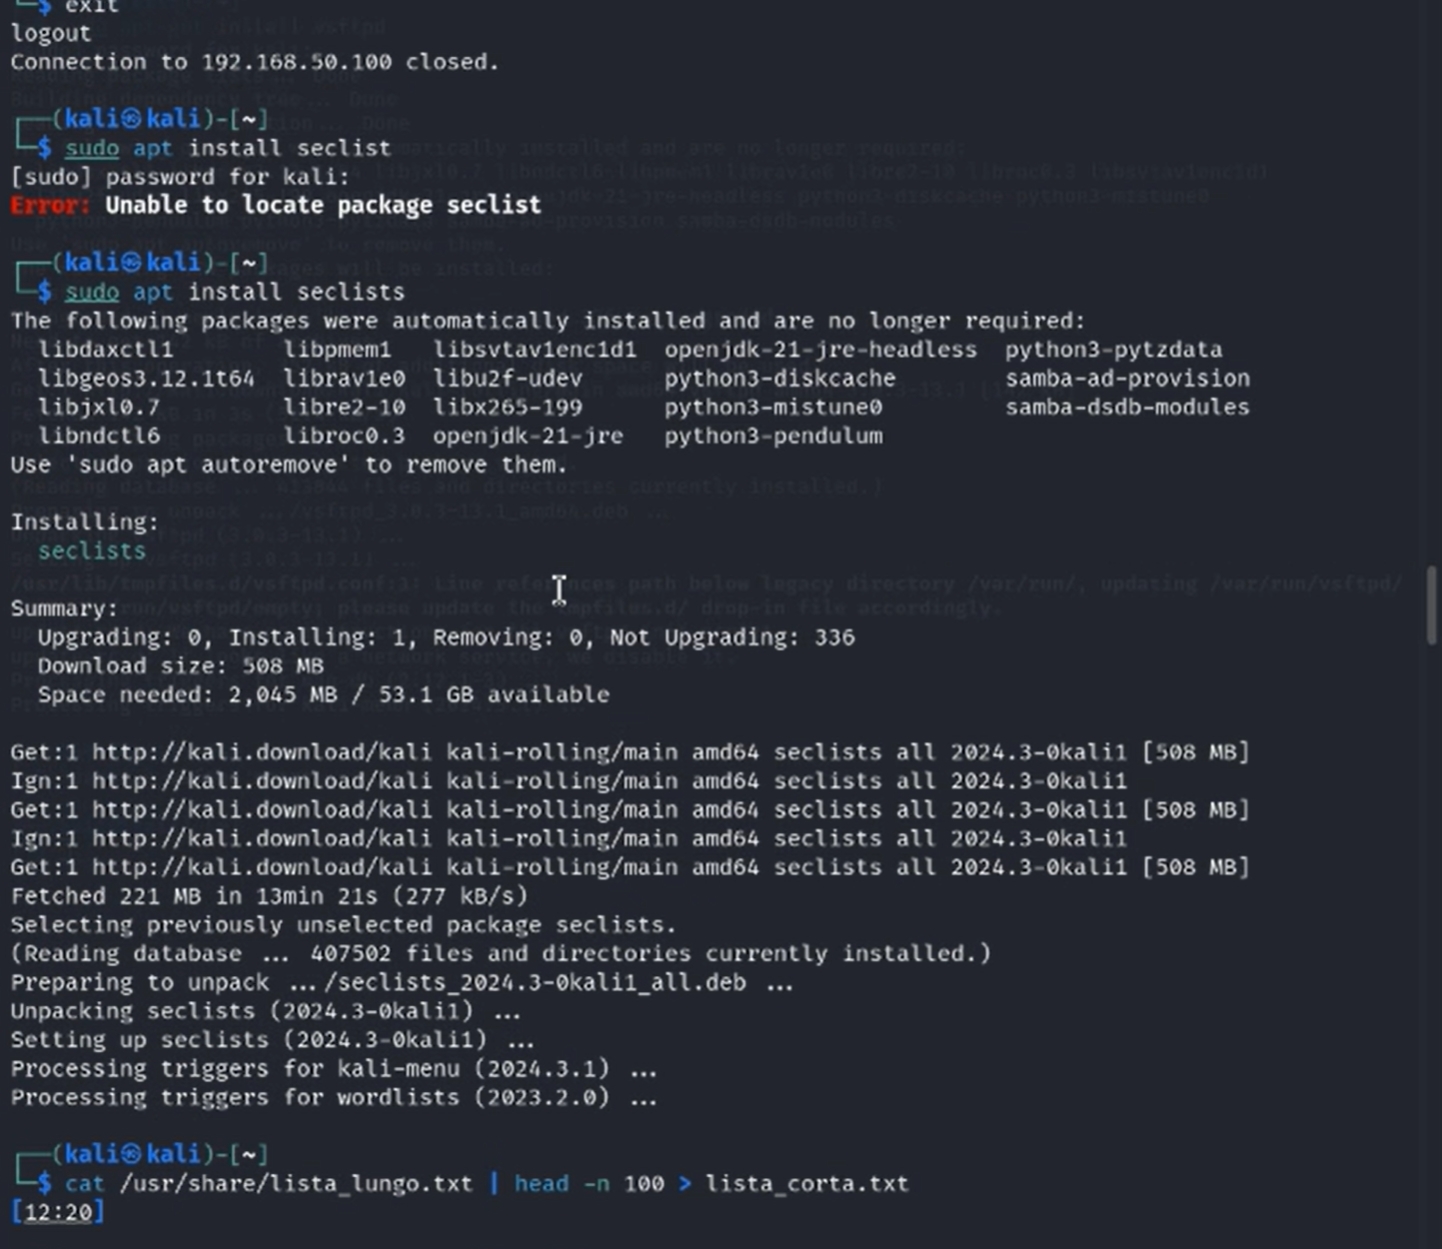 └─$ exit
logout
Connection to 192.168.50.100 closed.
┌──(kali㉿kali)-[~]
└─$ sudo apt install seclist
[sudo] password for kali:
Error: Unable to locate package seclist
┌──(kali㉿kali)-[~]
└─$ sudo apt install seclists
The following packages were automatically installed and are no longer required:
libdaxctl1 libpmem1 libsvtav1enc1d1 openjdk-21-jre-headless python3-pytzdata
libgeos3.12.1t64 librav1e0 libu2f-udev python3-diskcache samba-ad-provision
libjxl0.7 libre2-10 libx265-199 python3-mistune0 samba-dsdb-modules
libndctl6 libroc0.3 openjdk-21-jre python3-pendulum
Use 'sudo apt autoremove' to remove them.
Installing:
seclists
Summary:
Upgrading: 0, Installing: 1, Removing: 0, Not Upgrading: 336
Download size: 508 MB
Space needed: 2,045 MB / 53.1 GB available
Get:1 http://kali.download/kali kali-rolling/main amd64 seclists all 2024.3-0kali1 [508 MB]
Ign:1 http://kali.download/kali kali-rolling/main amd64 seclists all 2024.3-0kali1
Get:1 http://kali.download/kali kali-rolling/main amd64 seclists all 2024.3-0kali1 [508 MB]
Ign:1 http://kali.download/kali kali-rolling/main amd64 seclists all 2024.3-0kali1
Get:1 http://kali.download/kali kali-rolling/main amd64 seclists all 2024.3-0kali1 [508 MB]
Fetched 221 MB in 13min 21s (277 kB/s)
Selecting previously unselected package seclists.
(Reading database ... 407502 files and directories currently installed.)
Preparing to unpack .../seclists_2024.3-0kali1_all.deb ...
Unpacking seclists (2024.3-0kali1) ...
Setting up seclists (2024.3-0kali1) ...
Processing triggers for kali-menu (2024.3.1) ...
Processing triggers for wordlists (2023.2.0) ...
┌──(kali㉿kali)-[~]
└─$ cat /usr/share/lista_lungo.txt | head -n 100 > lista_corta.txt
[12:20]